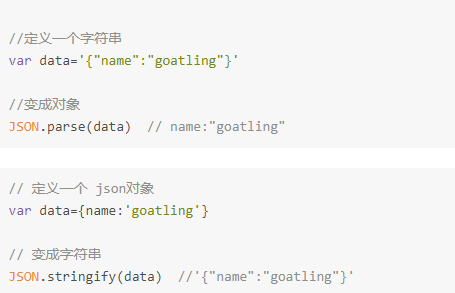 //定义一个字符串
var data='{"name":"goatling"}'
//变成对象
JSON.parse(data)  // name:"goatling"
// 定义一个 json对象
var data={name:'goatling'}
// 变成字符串
JSON.stringify(data)  //'{"name":"goatling"}'